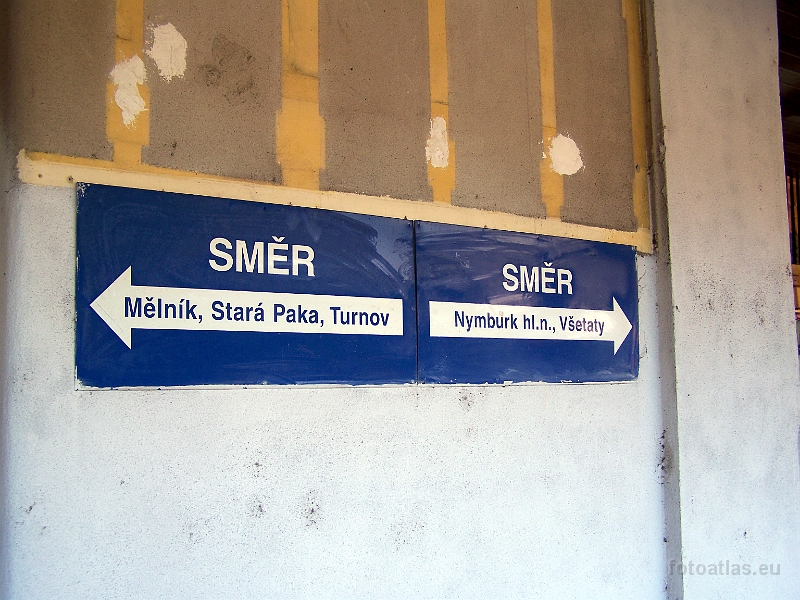 SMĚR
Mělník, Stará Paka, Turnov
SMĚR
Nymburk hl.n., Všetaty
fotoatlas.eu